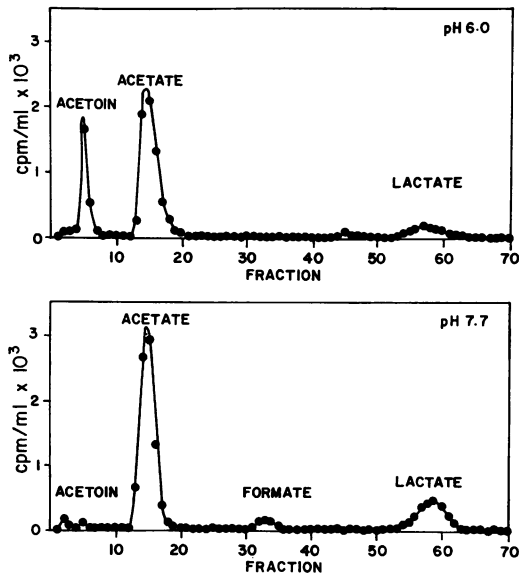 pH 6.0
3
ACETATE
ACETOIN
2
cpm/ml x 10³
1
LACTATE
0
10 20 30 40 50 60 70
FRACTION
ACETATE
pH 7.7
3
2
cpm/ml x 10³
1
ACETOIN
FORMATE
LACTATE
0
10 20 30 40 50 60 70
FRACTION